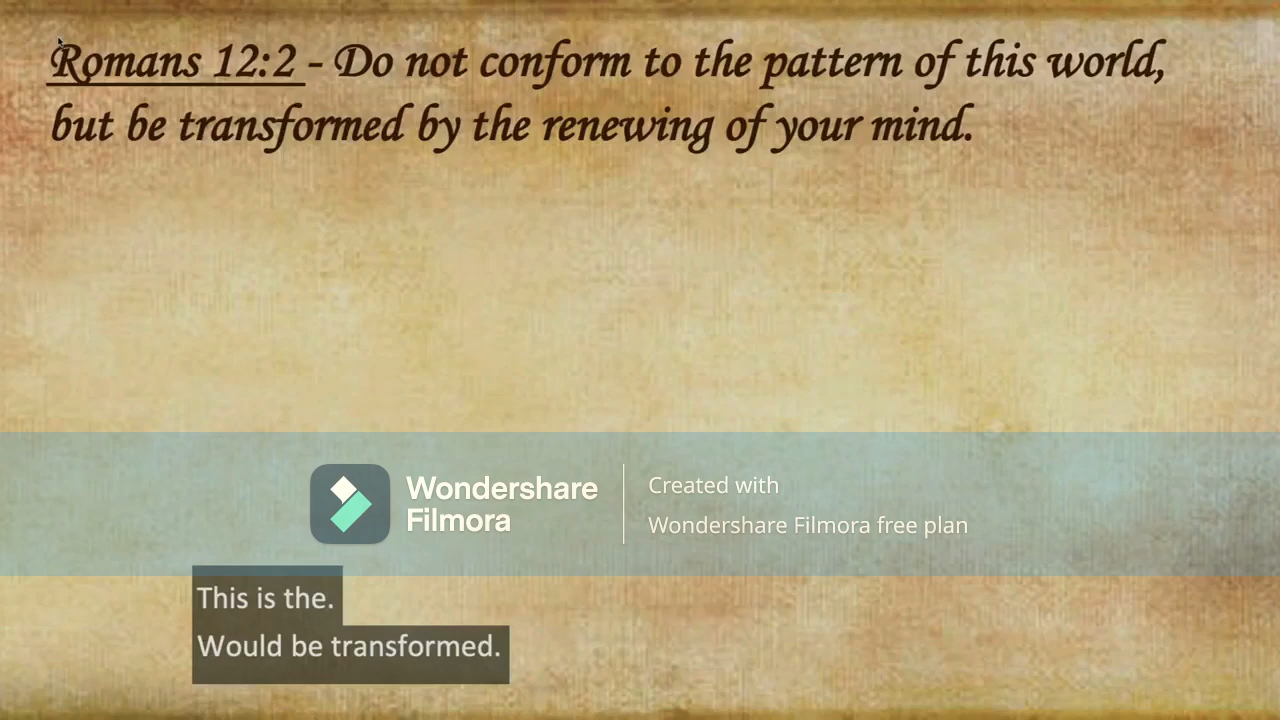 Romans 12:2 - Do not conform to the pattern of this world,
but be transformed by the renewing of your mind.
Wondershare
Filmora
Created with
Wondershare Filmora free plan
This is the.
Would be transformed.